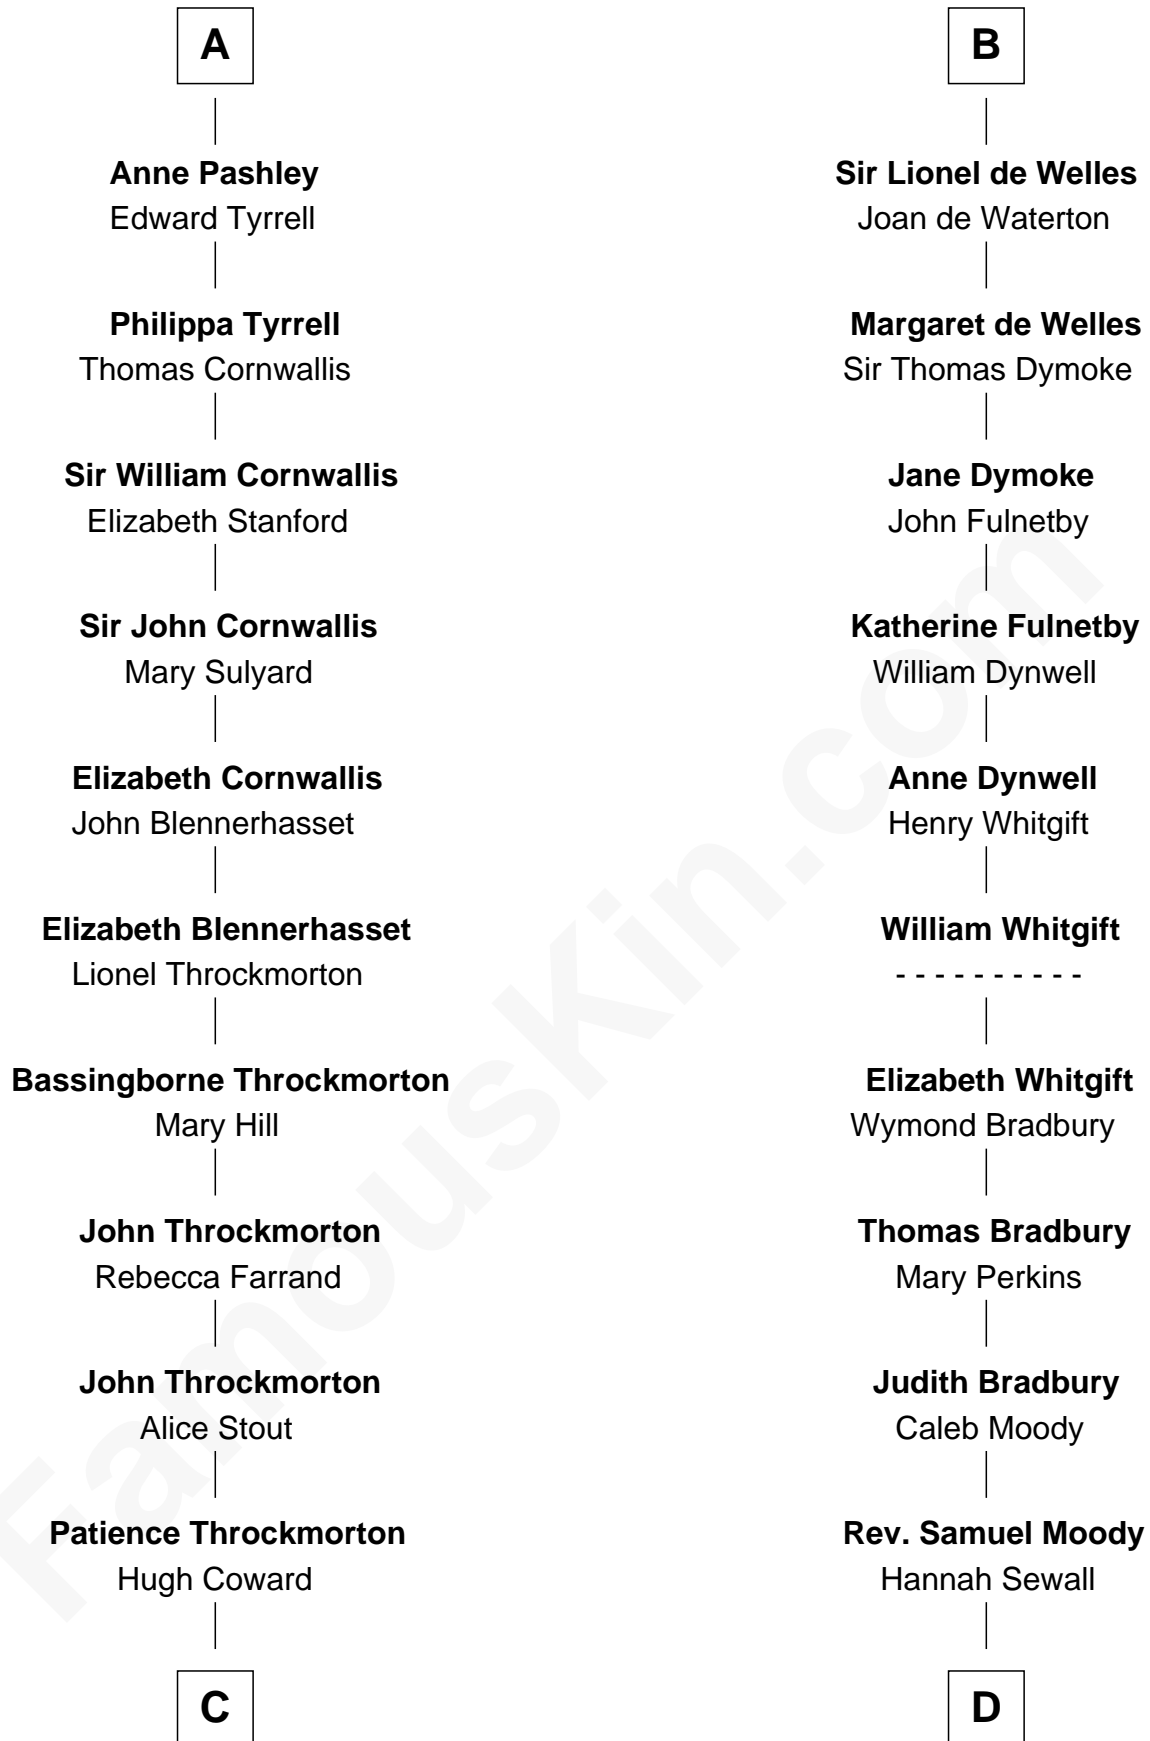 A
Anne Pashley
Edward Tyrrell
Philippa Tyrrell
Thomas Cornwallis
Sir William Cornwallis
Elizabeth Stanford
Sir John Cornwallis
Mary Sulyard
Elizabeth Cornwallis
John Blennerhasset
Elizabeth Blennerhasset
Lionel Throckmorton
Bassingborne Throckmorton
Mary Hill
John Throckmorton
Rebecca Farrand
John Throckmorton
Alice Stout
Patience Throckmorton
Hugh Coward
C
B
Sir Lionel de Welles
Joan de Waterton
Margaret de Welles
Sir Thomas Dymoke
Jane Dymoke
John Fulnetby
Katherine Fulnetby
William Dynwell
Anne Dynwell
Henry Whitgift
William Whitgift
- - - - - - - - - -
Elizabeth Whitgift
Wymond Bradbury
Thomas Bradbury
Mary Perkins
Judith Bradbury
Caleb Moody
Rev. Samuel Moody
Hannah Sewall
D
FamousKin.com